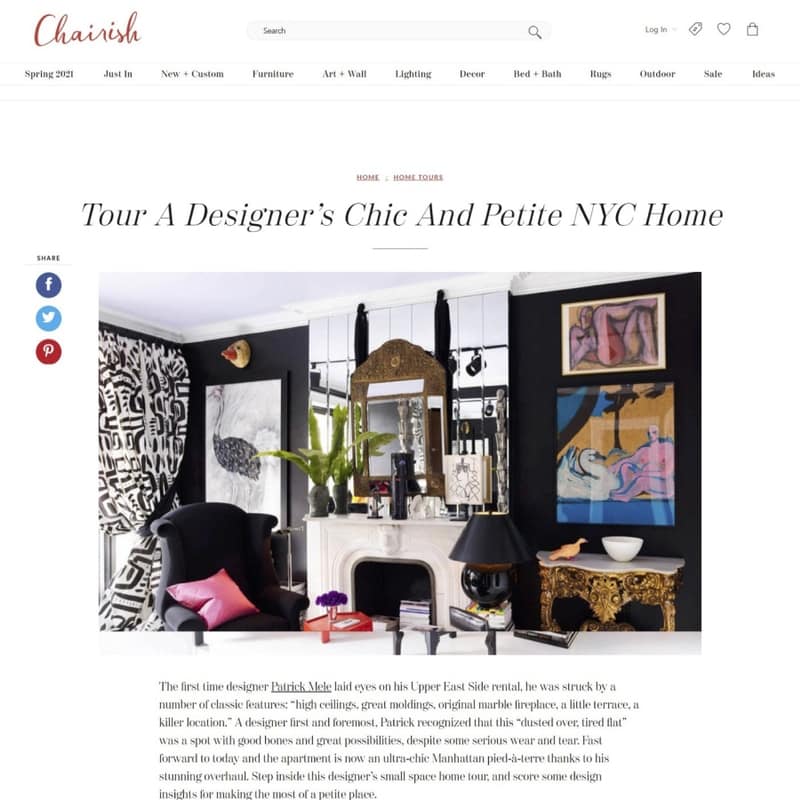 Chairish
Search
Log In
Spring 2021 Just In New + Custom Furniture Art + Wall Lighting Decor Bed + Bath Rugs Outdoor Sale Ideas
HOME HOME TOURS
Tour A Designer's Chic And Petite NYC Home
SHARE
The first time designer Patrick Mele laid eyes on his Upper East Side rental, he was struck by a
number of classic features: “high ceilings, great moldings, original marble fireplace, a little terrace, a
killer location.” A designer first and foremost, Patrick recognized that this “dusted over, tired flat”
was a spot with good bones and great possibilities, despite some serious wear and tear. Fast
forward to today and the apartment is now an ultra-chic Manhattan pied-à-terre thanks to his
stunning overhaul. Step inside this designer's small space home tour, and score some design
insights for making the most of a petite place.